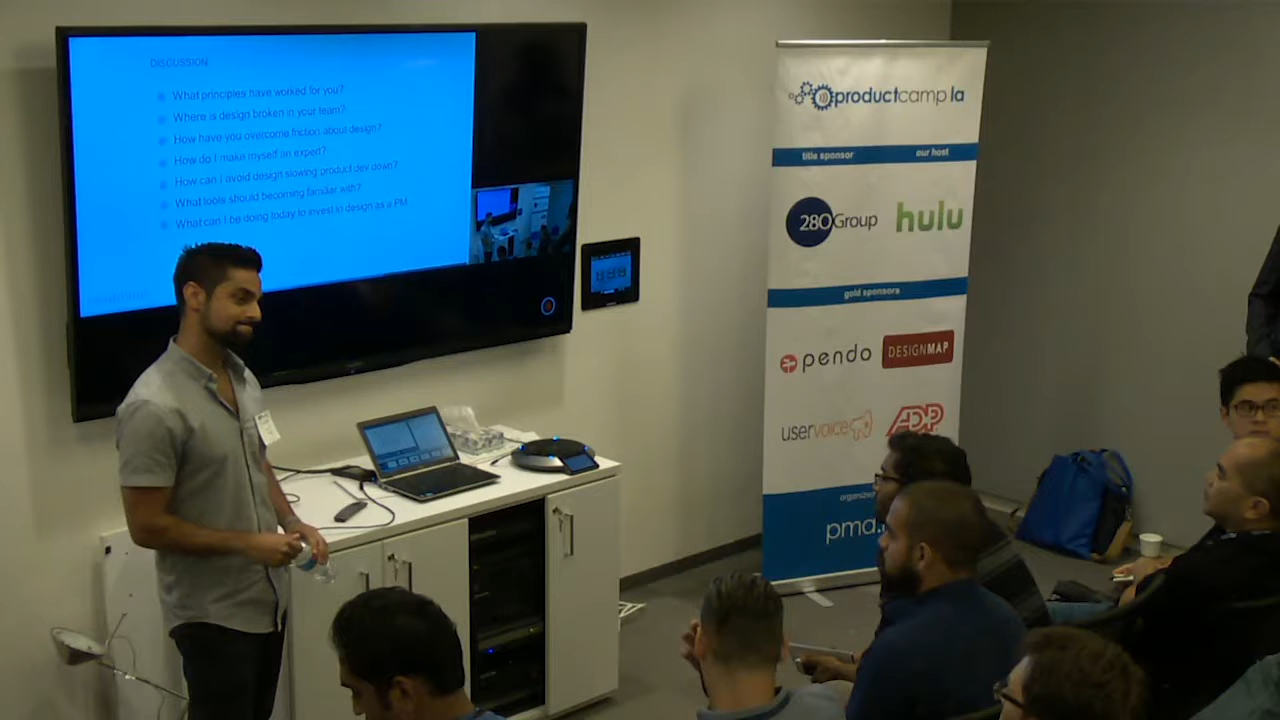 DISCUSSION
What principles have worked for you?
Where is design broken in your team?
How have you overcome friction about design?
How do I make myself an expert?
How can I avoid design slowing product dev down?
What tools should becoming familiar with?
What can I be doing today to invest in design as a PM
productcamp la
title sponsor our host
280Group hulu
gold sponsors
pendo DESIGNMAP
uservoice ADP
pma.